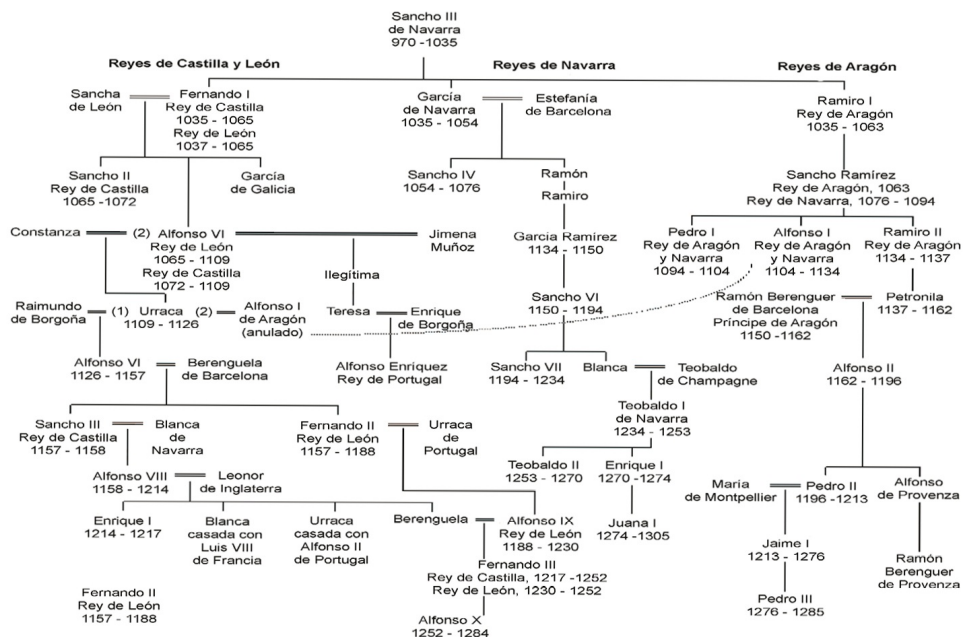 Sancho III
de Navarra
970 -1035
Reyes de Castilla y León
Reyes de Navarra
Reyes de Aragón
Sancha
de León
Fernando I
Rey de Castilla
1035 - 1065
Rey de León
1037 - 1065
García
de Navarra
1035 - 1054
Estefanía
de Barcelona
Ramiro I
Rey de Aragón
1035 - 1063
Sancho II
Rey de Castilla
1065 -1072
García
de Galicia
Sancho IV
1054 - 1076
Ramón
Ramiro
Sancho Ramírez
Rey de Aragón, 1063
Rey de Navarra, 1076 - 1094
Constanza
(2)
Alfonso VI
Rey de León
1065 - 1109
Rey de Castilla
1072 - 1109
Jimena
Muñoz
García Ramírez
1134 - 1150
Pedro I
Rey de Aragón
y Navarra
1094 - 1104
Alfonso I
Rey de Aragón
y Navarra
1104 - 1134
Ramiro II
Rey de Aragón
1134 - 1137
Ilegítima
Raimundo
de Borgoña
(1)
Urraca
1109 - 1126
(2)
Alfonso I
de Aragón
(anulado)
Teresa
Enrique
de Borgoña
Sancho VI
1150 - 1194
Ramón Berenguer
de Barcelona
Príncipe de Aragón
1150 -1162
Petronila
1137 - 1162
Alfonso VI
1126 - 1157
Berenguela
de Barcelona
Alfonso Enríquez
Rey de Portugal
Sancho VII
1194 - 1234
Blanca
Teobaldo
de Champagne
Alfonso II
1162 - 1196
Sancho III
Rey de Castilla
1157 - 1158
Blanca
de
Navarra
Fernando II
Rey de León
1157 - 1188
Urraca
de
Portugal
Teobaldo I
de Navarra
1234 - 1253
Alfonso VIII
1158 - 1214
Leonor
de Inglaterra
Teobaldo II
1253 - 1270
Enrique I
1270 -1274
María
de Montpellier
Pedro II
1196 -1213
Alfonso
de Provenza
Enrique I
1214 - 1217
Blanca
casada con
Luis VIII
de Francia
Urraca
casada con
Alfonso II
de Portugal
Berenguela
Alfonso IX
Rey de León
1188 - 1230
Juana I
1274 -1305
Jaime I
1213 - 1276
Ramón
Berenguer
de Provenza
Fernando III
Rey de Castilla, 1217 -1252
Rey de León, 1230 - 1252
Fernando II
Rey de León
1157 - 1188
Alfonso X
1252 - 1284
Pedro III
1276 - 1285